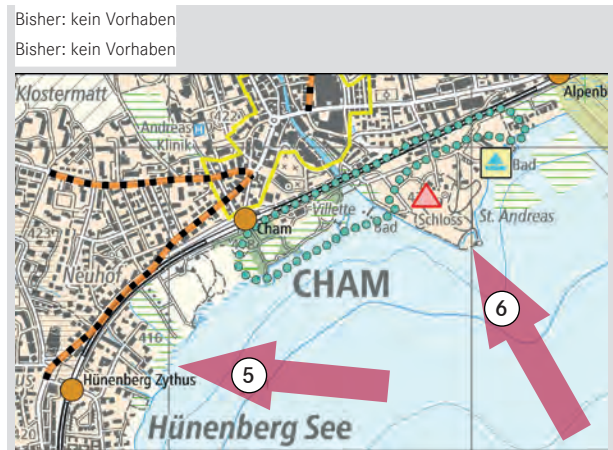 Bisher: kein Vorhaben
Bisher: kein Vorhaben
Klostermatt
422
Alpenb
Andreas
Klinik
Bad
423
Villette
Schloss
St. Andreas
Cham
Bad
Neuhof
CHAM
6
416
5
Hünenberg Zythus
420
Hünenberg See